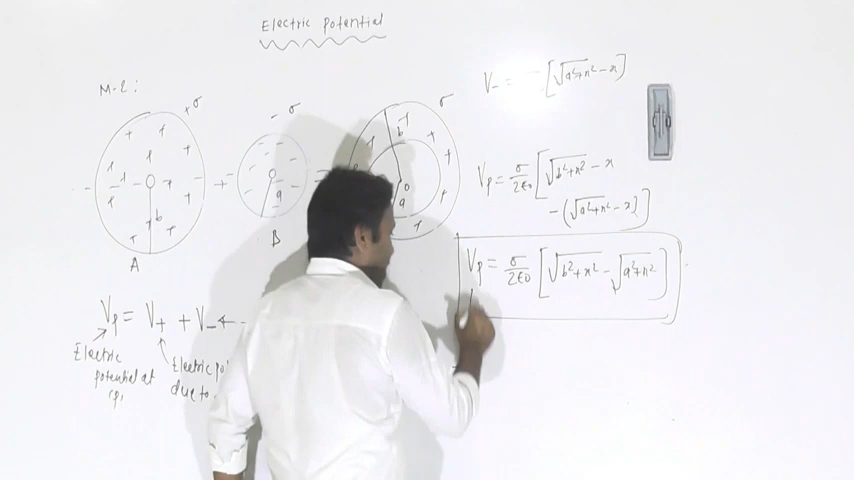 Electric Potential
M-2:
+σ
-σ
σ
b
a
b
o
a
A
B
V₋ = - [√a²+x² - x]
Vp = σ/2ε0 [√b²+x² - x
- (√a²+x² - x)]
Vp = σ/2ε0 [√b²+x² - √a²+x²]
Vp = V+ + V-
Electric
potential at
Electric
due to